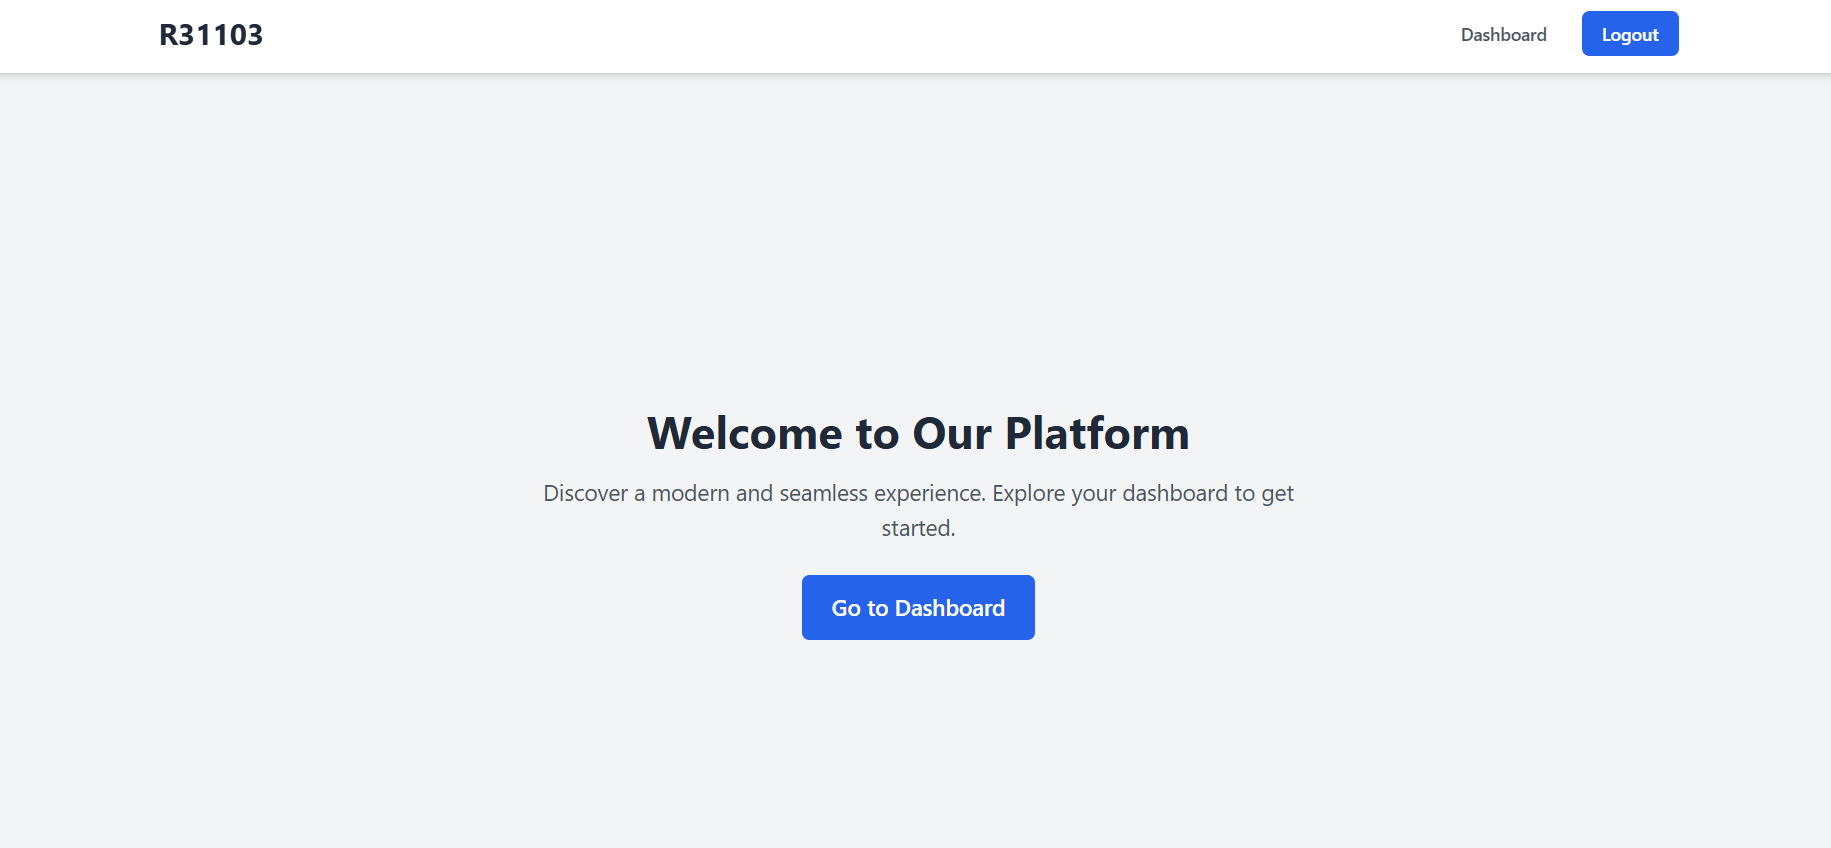 R31103
Dashboard
Logout
Welcome to Our Platform
Discover a modern and seamless experience. Explore your dashboard to get
started.
Go to Dashboard